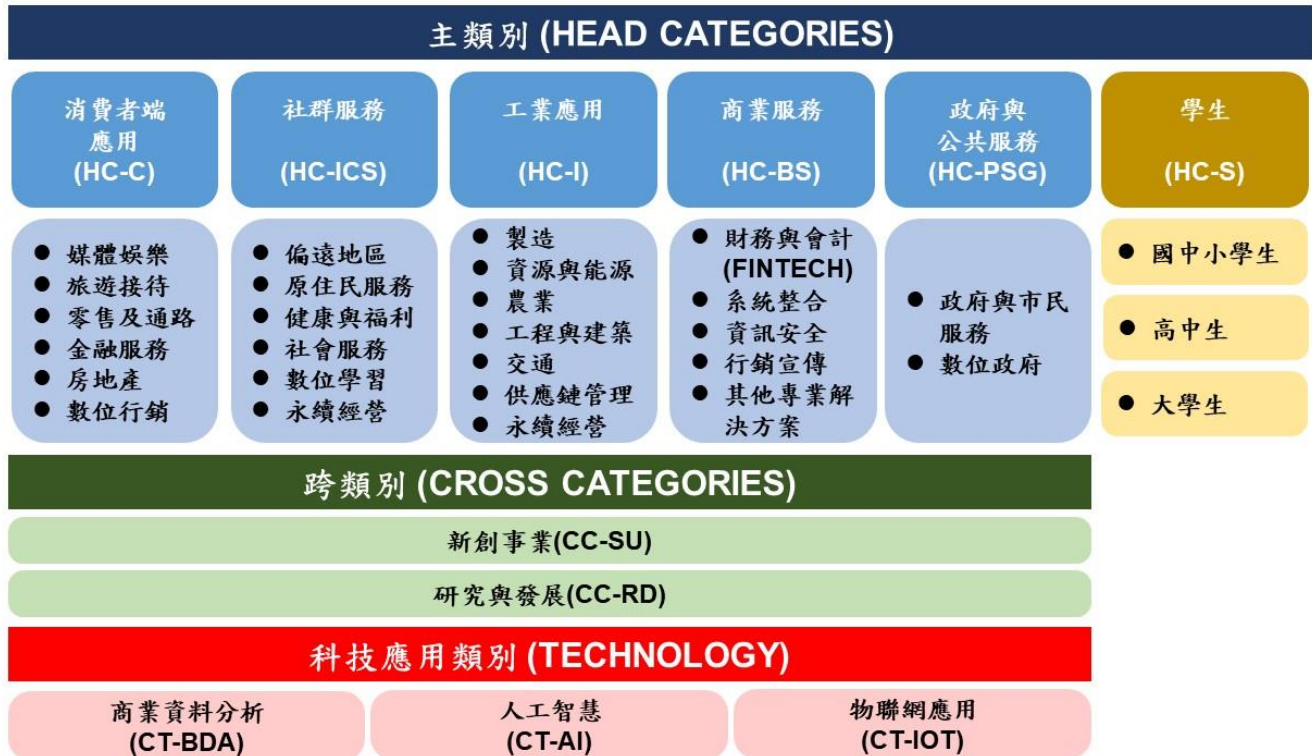 主類別 (HEAD CATEGORIES)
消費者端
應用
(HC-C)
社群服務
(HC-ICS)
工業應用
(HC-I)
商業服務
(HC-BS)
政府與
公共服務
(HC-PSG)
學生
(HC-S)
● 媒體娛樂
● 旅遊接待
● 零售及通路
● 金融服務
● 房地產
● 數位行銷
● 偏遠地區
● 原住民服務
● 健康與福利
● 社會服務
● 數位學習
● 永續經營
● 製造
● 資源與能源
● 農業
● 工程與建築
● 交通
● 供應鏈管理
● 永續經營
● 財務與會計
(FINTECH)
● 系統整合
● 資訊安全
● 行銷宣傳
● 其他專業解
決方案
● 政府與市民
服務
● 數位政府
● 國中小學生
● 高中生
● 大學生
跨類別 (CROSS CATEGORIES)
新創事業(CC-SU)
研究與發展(CC-RD)
科技應用類別 (TECHNOLOGY)
商業資料分析
(CT-BDA)
人工智慧
(CT-AI)
物聯網應用
(CT-IOT)